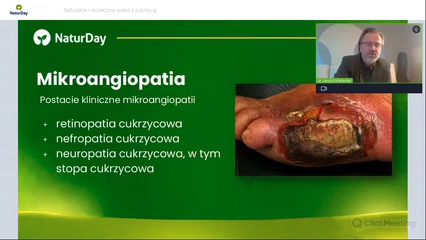 NaturDay
Naturalna i skuteczna walka z cukrzycą
NaturDay
Mikroangiopatia
Postacie kliniczne mikroangiopatii
+ retinopatia cukrzycowa
+ nefropatia cukrzycowa
+ neuropatia cukrzycowa, w tym
stopa cukrzycowa
ClickMeeting